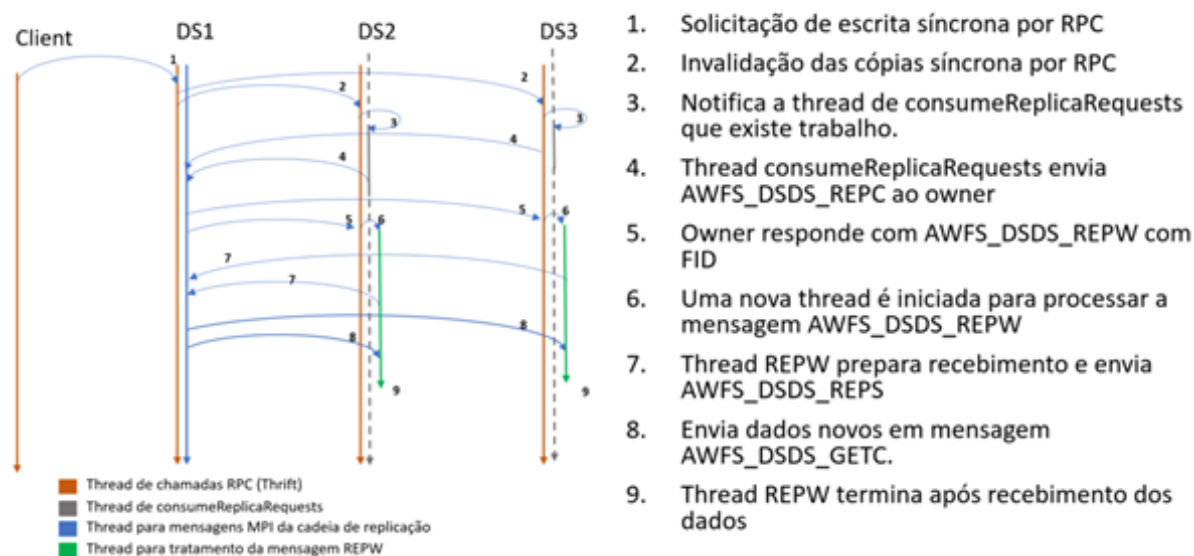 Client
DS1
DS2
DS3
1
2
2
3
3
4
4
5
5
6
6
7
7
8
8
9
9
Thread de chamadas RPC (Thrift)
Thread de consumeReplicaRequests
Thread para mensagens MPI da cadeia de replicação
Thread para tratamento da mensagem REPW
1. Solicitação de escrita síncrona por RPC
2. Invalidação das cópias síncrona por RPC
3. Notifica a thread de consumeReplicaRequests
que existe trabalho.
4. Thread consumeReplicaRequests envia
AWFS_DSDS_REPC ao owner
5. Owner responde com AWFS_DSDS_REPW com
FID
6. Uma nova thread é iniciada para processar a
mensagem AWFS_DSDS_REPW
7. Thread REPW prepara recebimento e envia
AWFS_DSDS_REPS
8. Envia dados novos em mensagem
AWFS_DSDS_GETC.
9. Thread REPW termina após recebimento dos
dados